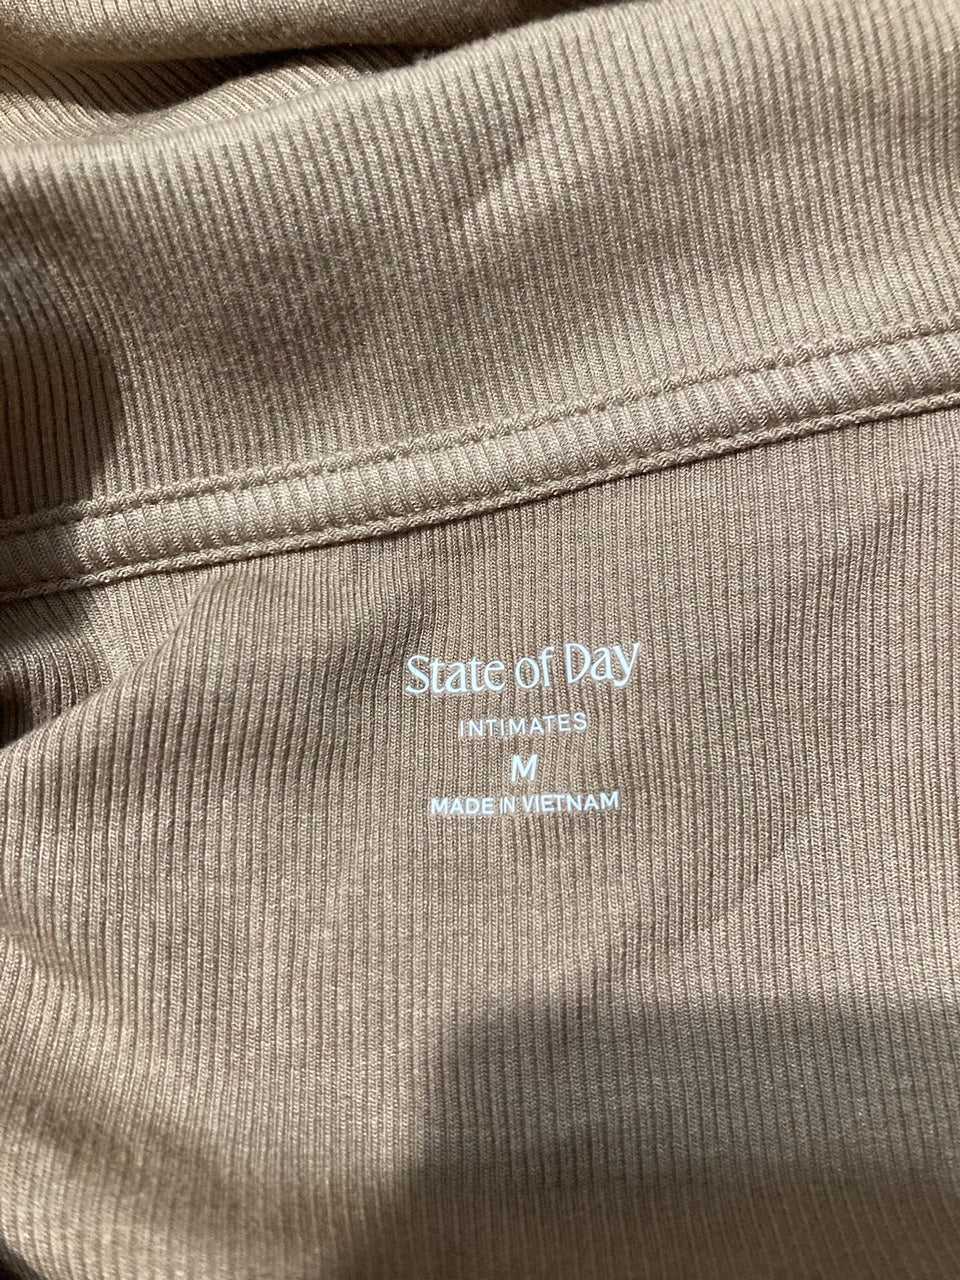 State of Day
INTIMATES
M
MADE IN VIETNAM